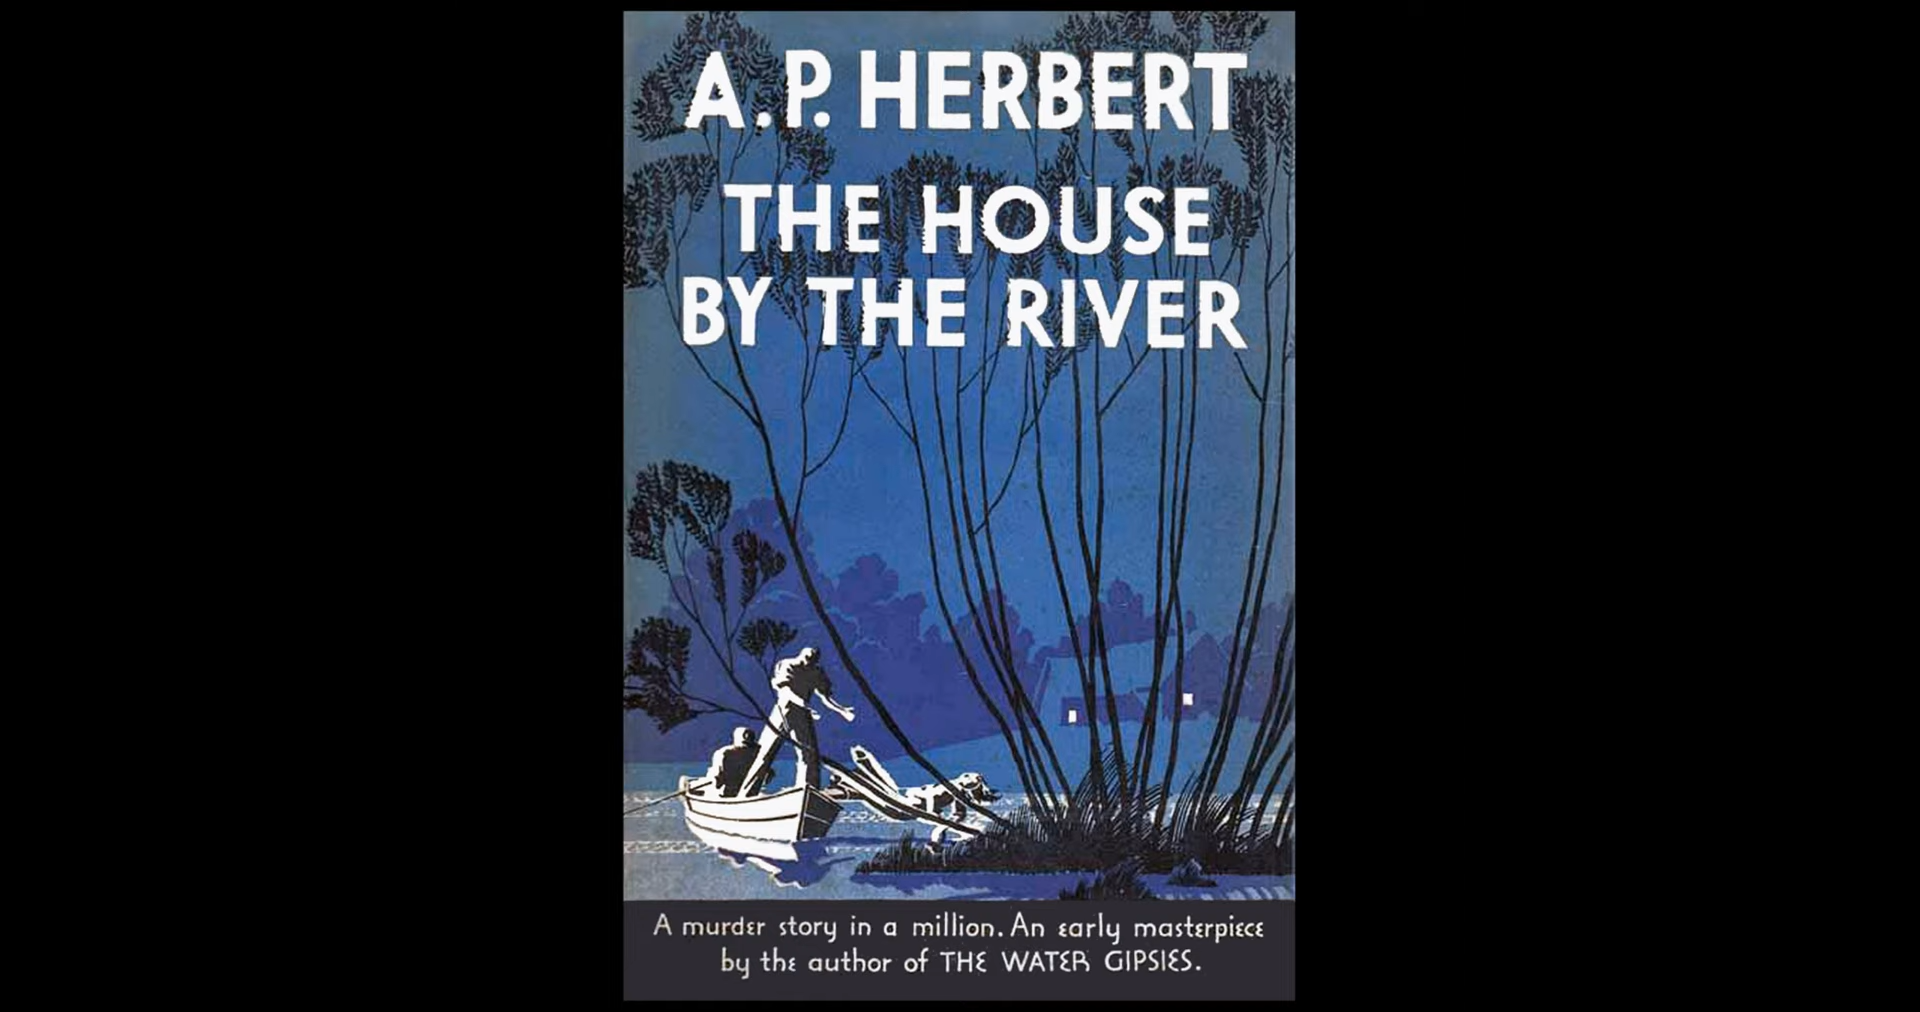 A.P. HERBERT
THE HOUSE
BY THE RIVER
A murder story in a million. An early masterpiece
by the author of THE WATER GIPSIES.